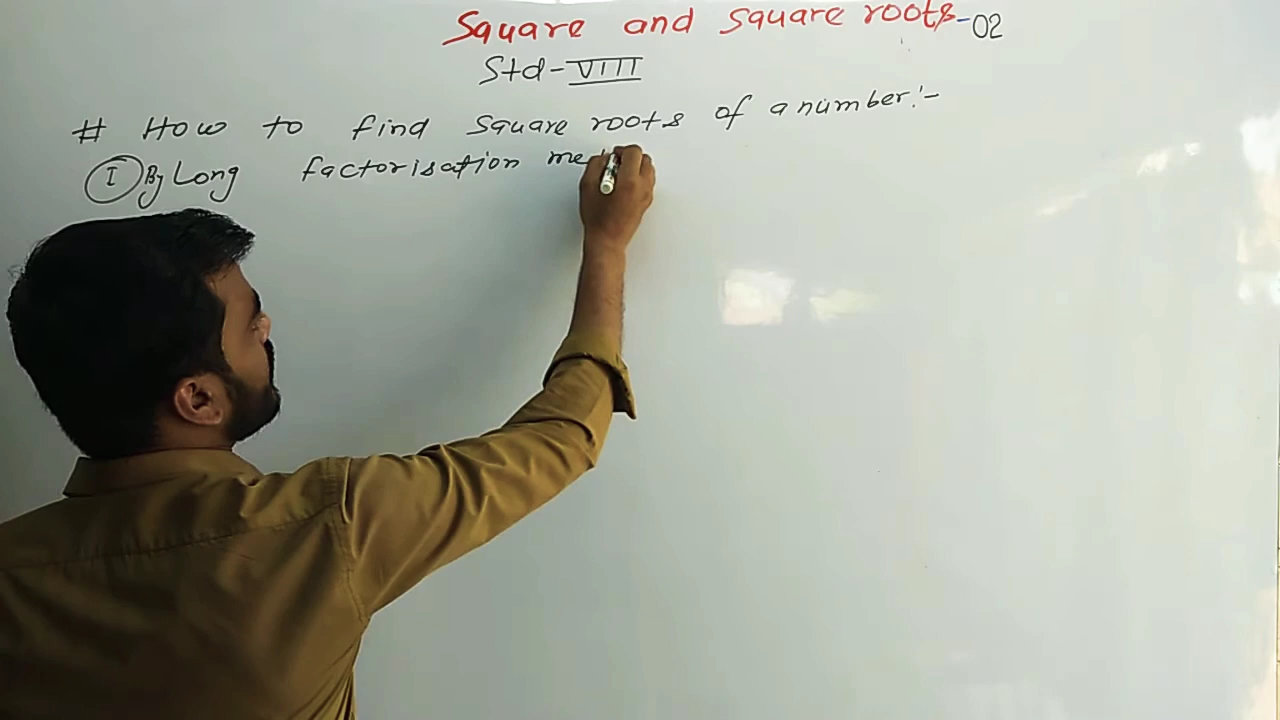 Square and square roots-02
Std-VIII
# How to find square roots of a number:-
I By Long factorisation me